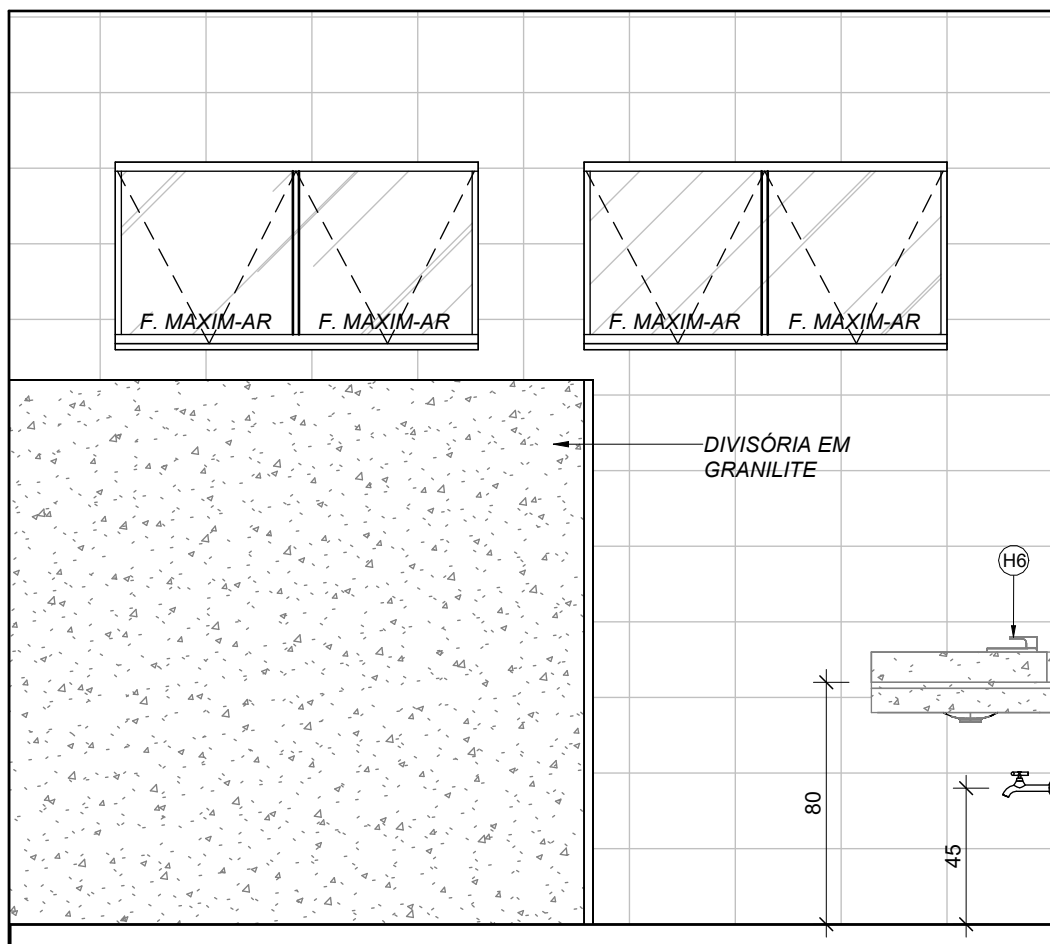 F. MAXIM-AR
F. MAXIM-AR
F. MAXIM-AR
F. MAXIM-AR
DIVISÓRIA EM
GRANILITE
H6
80
45